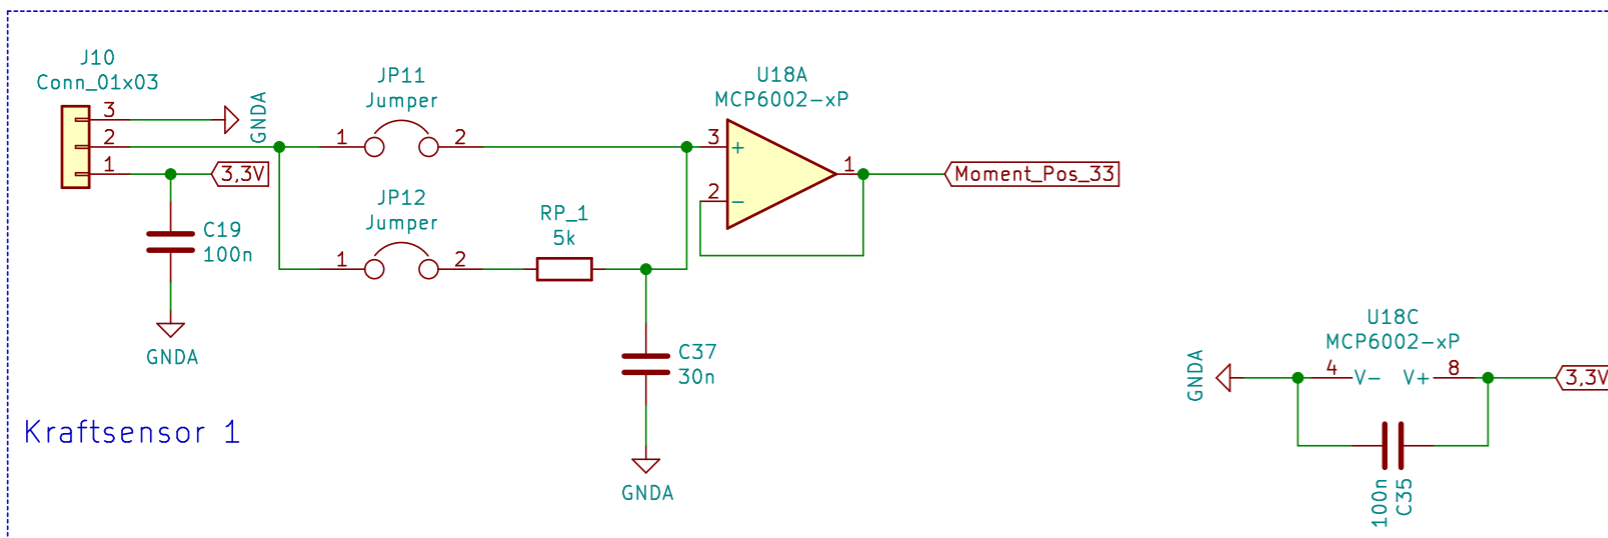 J10
Conn_01x03
3
GNDA
2
1
3,3V
C19
100n
GNDA
JP11
Jumper
1
2
JP12
Jumper
1
2
RP_1
5k
C37
30n
GNDA
U18A
MCP6002-xP
3
+
2
-
1
Moment_Pos_33
U18C
MCP6002-xP
GNDA
4
V-
V+
8
3,3V
100n
C35
Kraftsensor 1